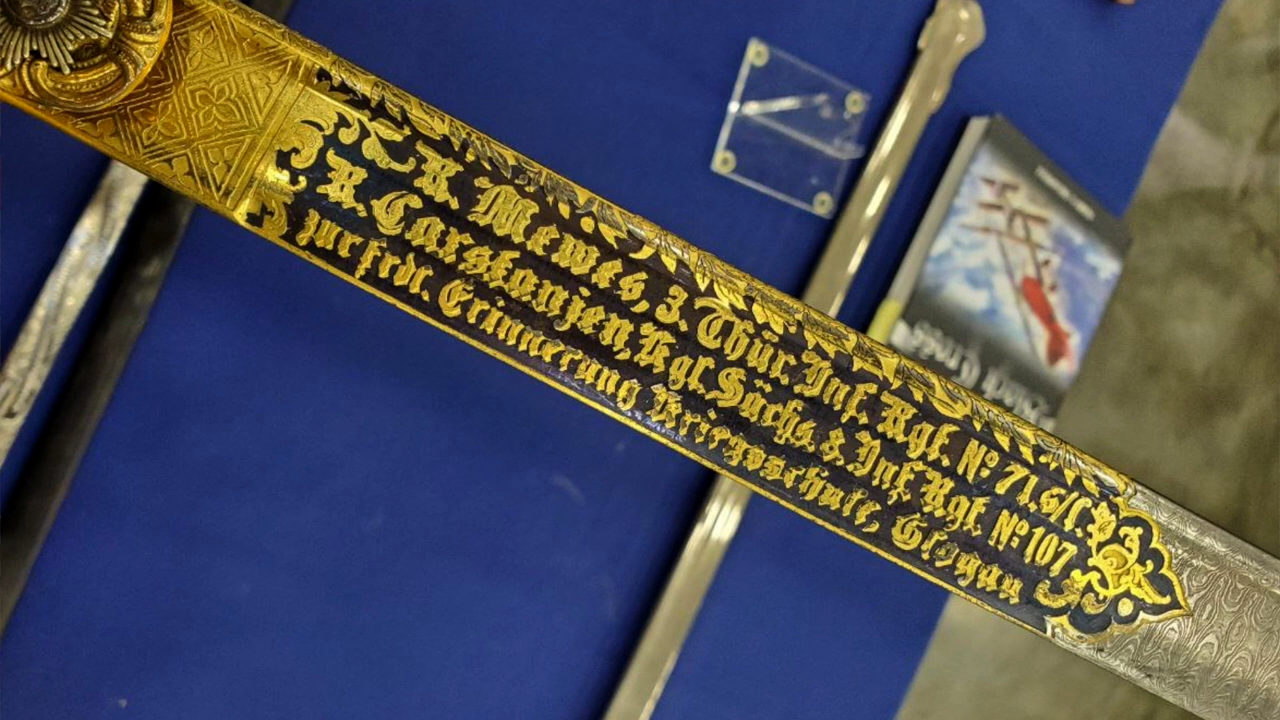 R. Mewes, 3. Thür. Inf. Rgt. Nº 71. s/l.
R. Carstanjen, Kgl. Sächs. 8. Inf. Rgt. Nº 107
zur frdl. Erinnerung Kriegsschule, Glogau